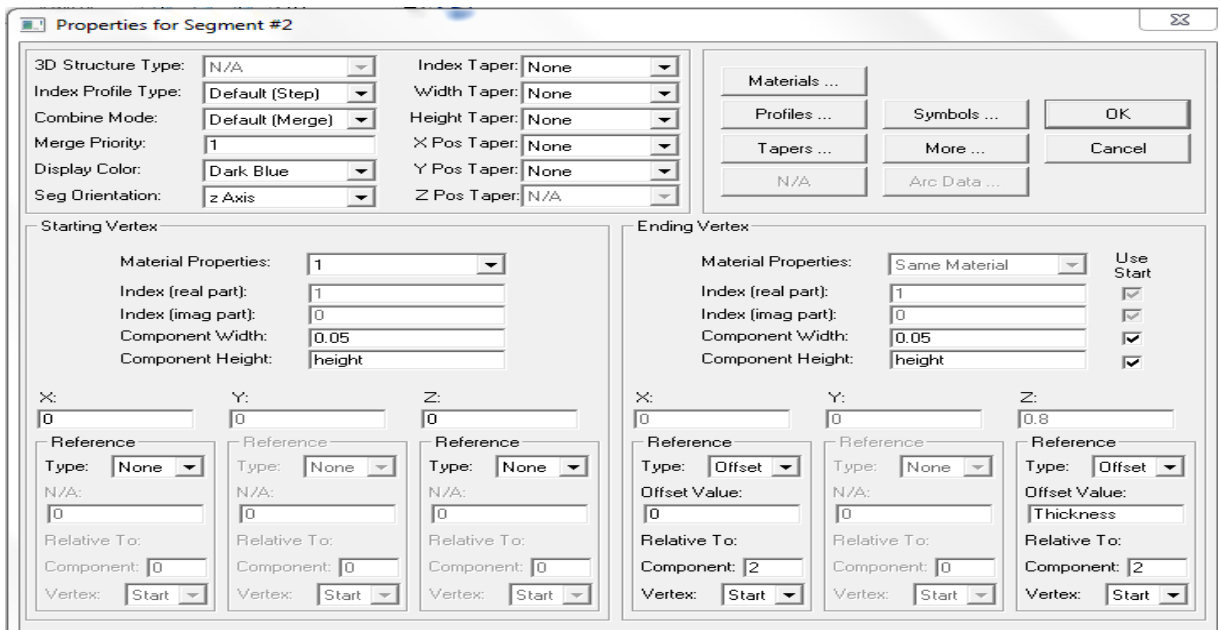 Properties for Segment #2
3D Structure Type: N/A
Index Profile Type: Default (Step)
Combine Mode: Default (Merge)
Merge Priority: 1
Display Color: Dark Blue
Seg Orientation: z Axis
Index Taper: None
Width Taper: None
Height Taper: None
X Pos Taper: None
Y Pos Taper: None
Z Pos Taper: N/A
Materials ...
Profiles ... Symbols ... OK
Tapers ... More ... Cancel
N/A Arc Data ...
Starting Vertex
Material Properties: 1
Index (real part): 1
Index (imag part): 0
Component Width: 0.05
Component Height: height
X: Y: Z:
0 0 0
Reference Reference Reference
Type: None Type: None Type: None
N/A: N/A: N/A:
0 0 0
Relative To: Relative To: Relative To:
Component: 0 Component: 0 Component: 0
Vertex: Start Vertex: Start Vertex: Start
Ending Vertex
Material Properties: Same Material Use Start
Index (real part): 1
Index (imag part): 0
Component Width: 0.05
Component Height: height
X: Y: Z:
0 0 0.8
Reference Reference Reference
Type: Offset Type: None Type: Offset
Offset Value: N/A: Offset Value:
0 0 Thickness
Relative To: Relative To: Relative To:
Component: 2 Component: 0 Component: 2
Vertex: Start Vertex: Start Vertex: Start